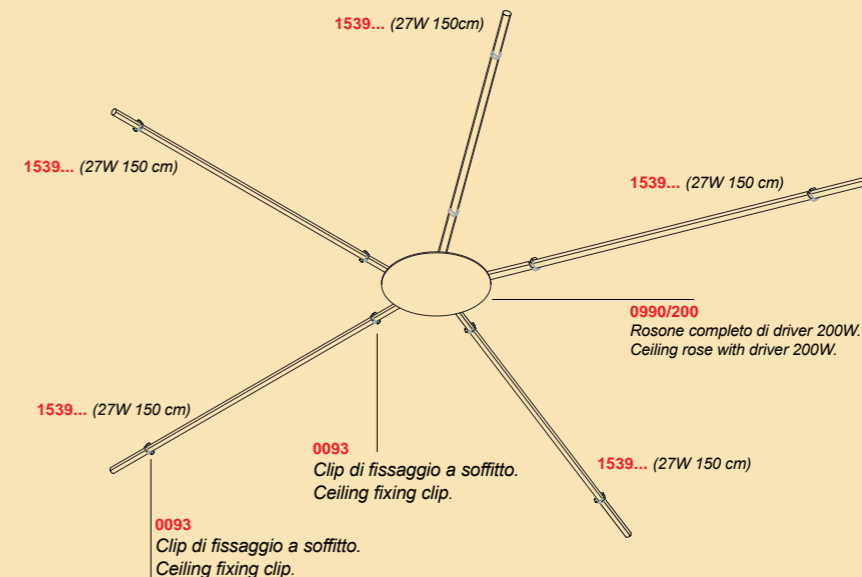 1539... (27W 150cm)
1539... (27W 150 cm)
1539... (27W 150 cm)
0990/200
Rosone completo di driver 200W.
Ceiling rose with driver 200W.
1539... (27W 150 cm)
0093
Clip di fissaggio a soffitto.
Ceiling fixing clip.
1539... (27W 150 cm)
0093
Clip di fissaggio a soffitto.
Ceiling fixing clip.